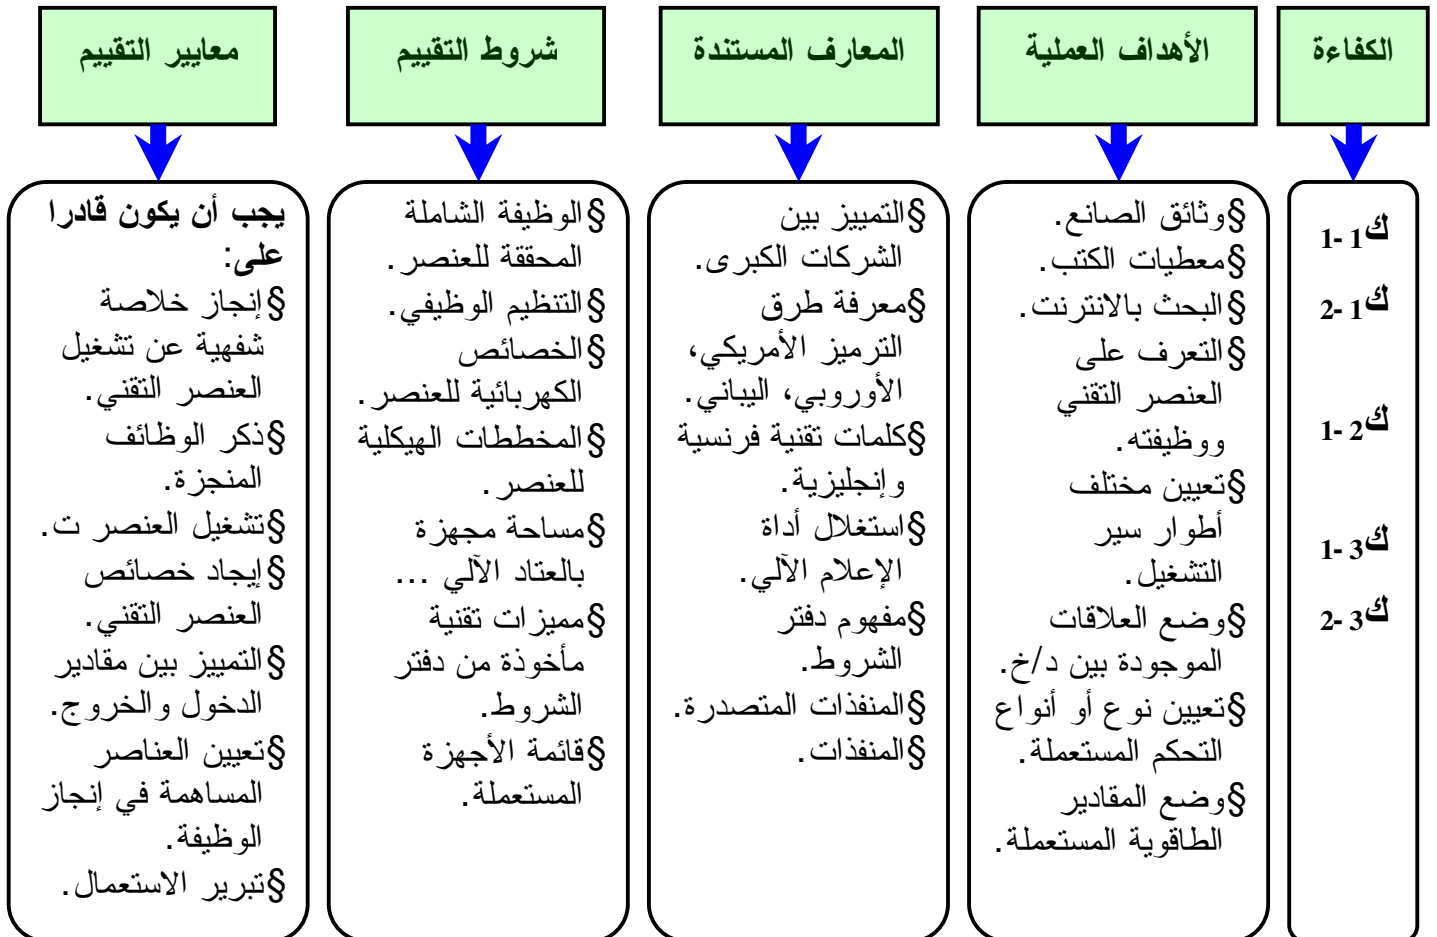 الكفاءة
الأهداف العملية
المعارف المستندة
شروط التقييم
معايير التقييم
ك1-1
ك1-2
ك2-1
ك3-1
ك3-2
§وثائق الصانع.
§معطيات الكتب.
§البحث بالانترنت.
§التعرف على
العنصر التقني
ووظيفته.
§تعيين مختلف
أطوار سير
التشغيل.
§وضع العلاقات
الموجودة بين د/خ.
§تعيين نوع أو أنواع
التحكم المستعملة.
§وضع المقادير
الطاقوية المستعملة.
§التمييز بين
الشركات الكبرى.
§معرفة طرق
الترميز الأمريكي،
الأوروبي، اليباني.
§كلمات تقنية فرنسية
وإنجليزية.
§استغلال أداة
الإعلام الآلي.
§مفهوم دفتر
الشروط.
§المنفذات المتصدرة.
§المنفذات.
§الوظيفة الشاملة
المحققة للعنصر.
§التنظيم الوظيفي.
§الخصائص
الكهربائية للعنصر.
§المخططات الهيكلية
للعنصر.
§مساحة مجهزة
بالعتاد الآلي ...
§مميزات تقنية
مأخوذة من دفتر
الشروط.
§قائمة الأجهزة
المستعملة.
يجب أن يكون قادرا
على:
§إنجاز خلاصة
شفهية عن تشغيل
العنصر التقني.
§ذكر الوظائف
المنجزة.
§تشغيل العنصر ت.
§إيجاد خصائص
العنصر التقني.
§التمييز بين مقادير
الدخول والخروج.
§تعيين العناصر
المساهمة في إنجاز
الوظيفة.
§تبرير الاستعمال.